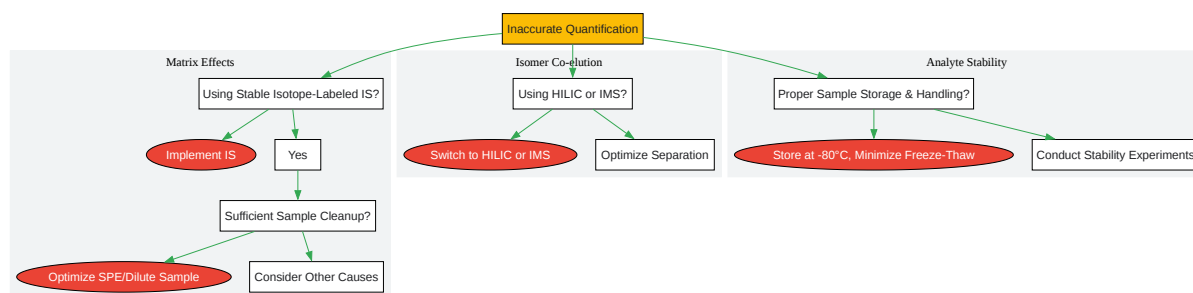 Inaccurate Quantification
Matrix Effects
Isomer Co-elution
Analyte Stability
Using Stable Isotope-Labeled IS?
Using HILIC or IMS?
Proper Sample Storage & Handling?
Implement IS
Yes
Switch to HILIC or IMS
Optimize Separation
Store at -80°C, Minimize Freeze-Thaw
Conduct Stability Experiments
Sufficient Sample Cleanup?
Optimize SPE/Dilute Sample
Consider Other Causes